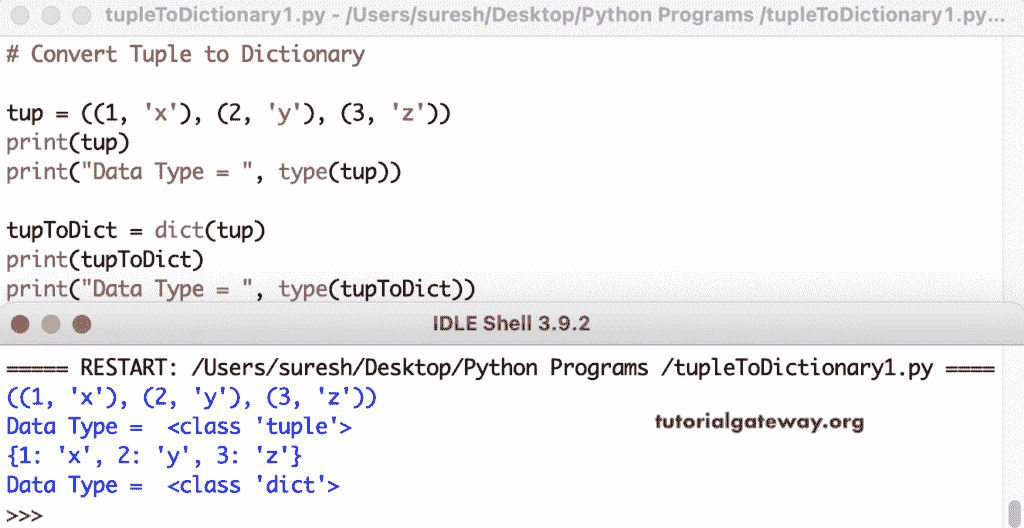 tupleToDictionary1.py - /Users/suresh/Desktop/Python Programs /tupleToDictionary1.py...
# Convert Tuple to Dictionary
tup = ((1, 'x'), (2, 'y'), (3, 'z'))
print(tup)
print("Data Type = ", type(tup))
tupToDict = dict(tup)
print(tupToDict)
print("Data Type = ", type(tupToDict))
IDLE Shell 3.9.2
===== RESTART: /Users/suresh/Desktop/Python Programs /tupleToDictionary1.py ====
((1, 'x'), (2, 'y'), (3, 'z'))
tutorialgateway.org
Data Type =  <class 'tuple'>
{1: 'x', 2: 'y', 3: 'z'}
Data Type =  <class 'dict'>
>>>